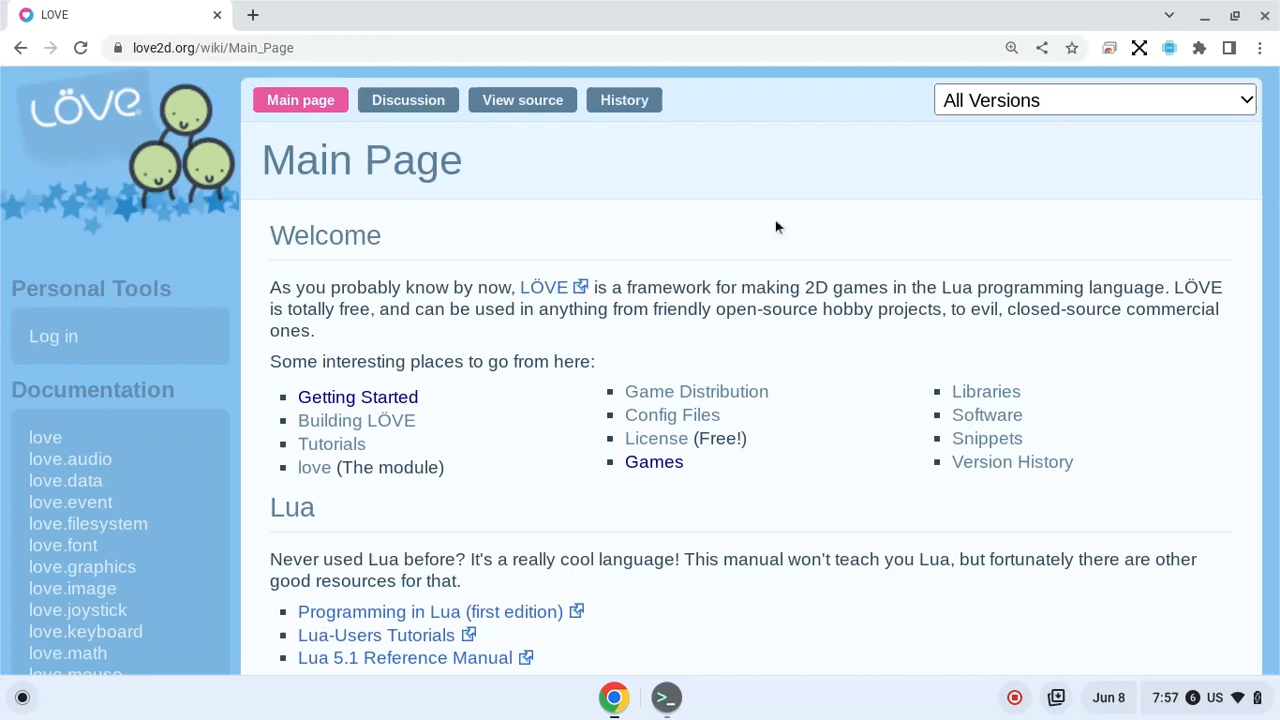 LOVE
love2d.org/wiki/Main_Page
LÖVE
Main page
Discussion
View source
History
All Versions
Main Page
Welcome
As you probably know by now, LÖVE is a framework for making 2D games in the Lua programming language. LÖVE
is totally free, and can be used in anything from friendly open-source hobby projects, to evil, closed-source commercial
ones.
Some interesting places to go from here:
Getting Started
Building LÖVE
Tutorials
love (The module)
Game Distribution
Config Files
License (Free!)
Games
Libraries
Software
Snippets
Version History
Lua
Never used Lua before? It's a really cool language! This manual won't teach you Lua, but fortunately there are other
good resources for that.
Programming in Lua (first edition)
Lua-Users Tutorials
Lua 5.1 Reference Manual
Personal Tools
Log in
Documentation
love
love.audio
love.data
love.event
love.filesystem
love.font
love.graphics
love.image
love.joystick
love.keyboard
love.math
love.mouse
Jun 8
7:57
6
US